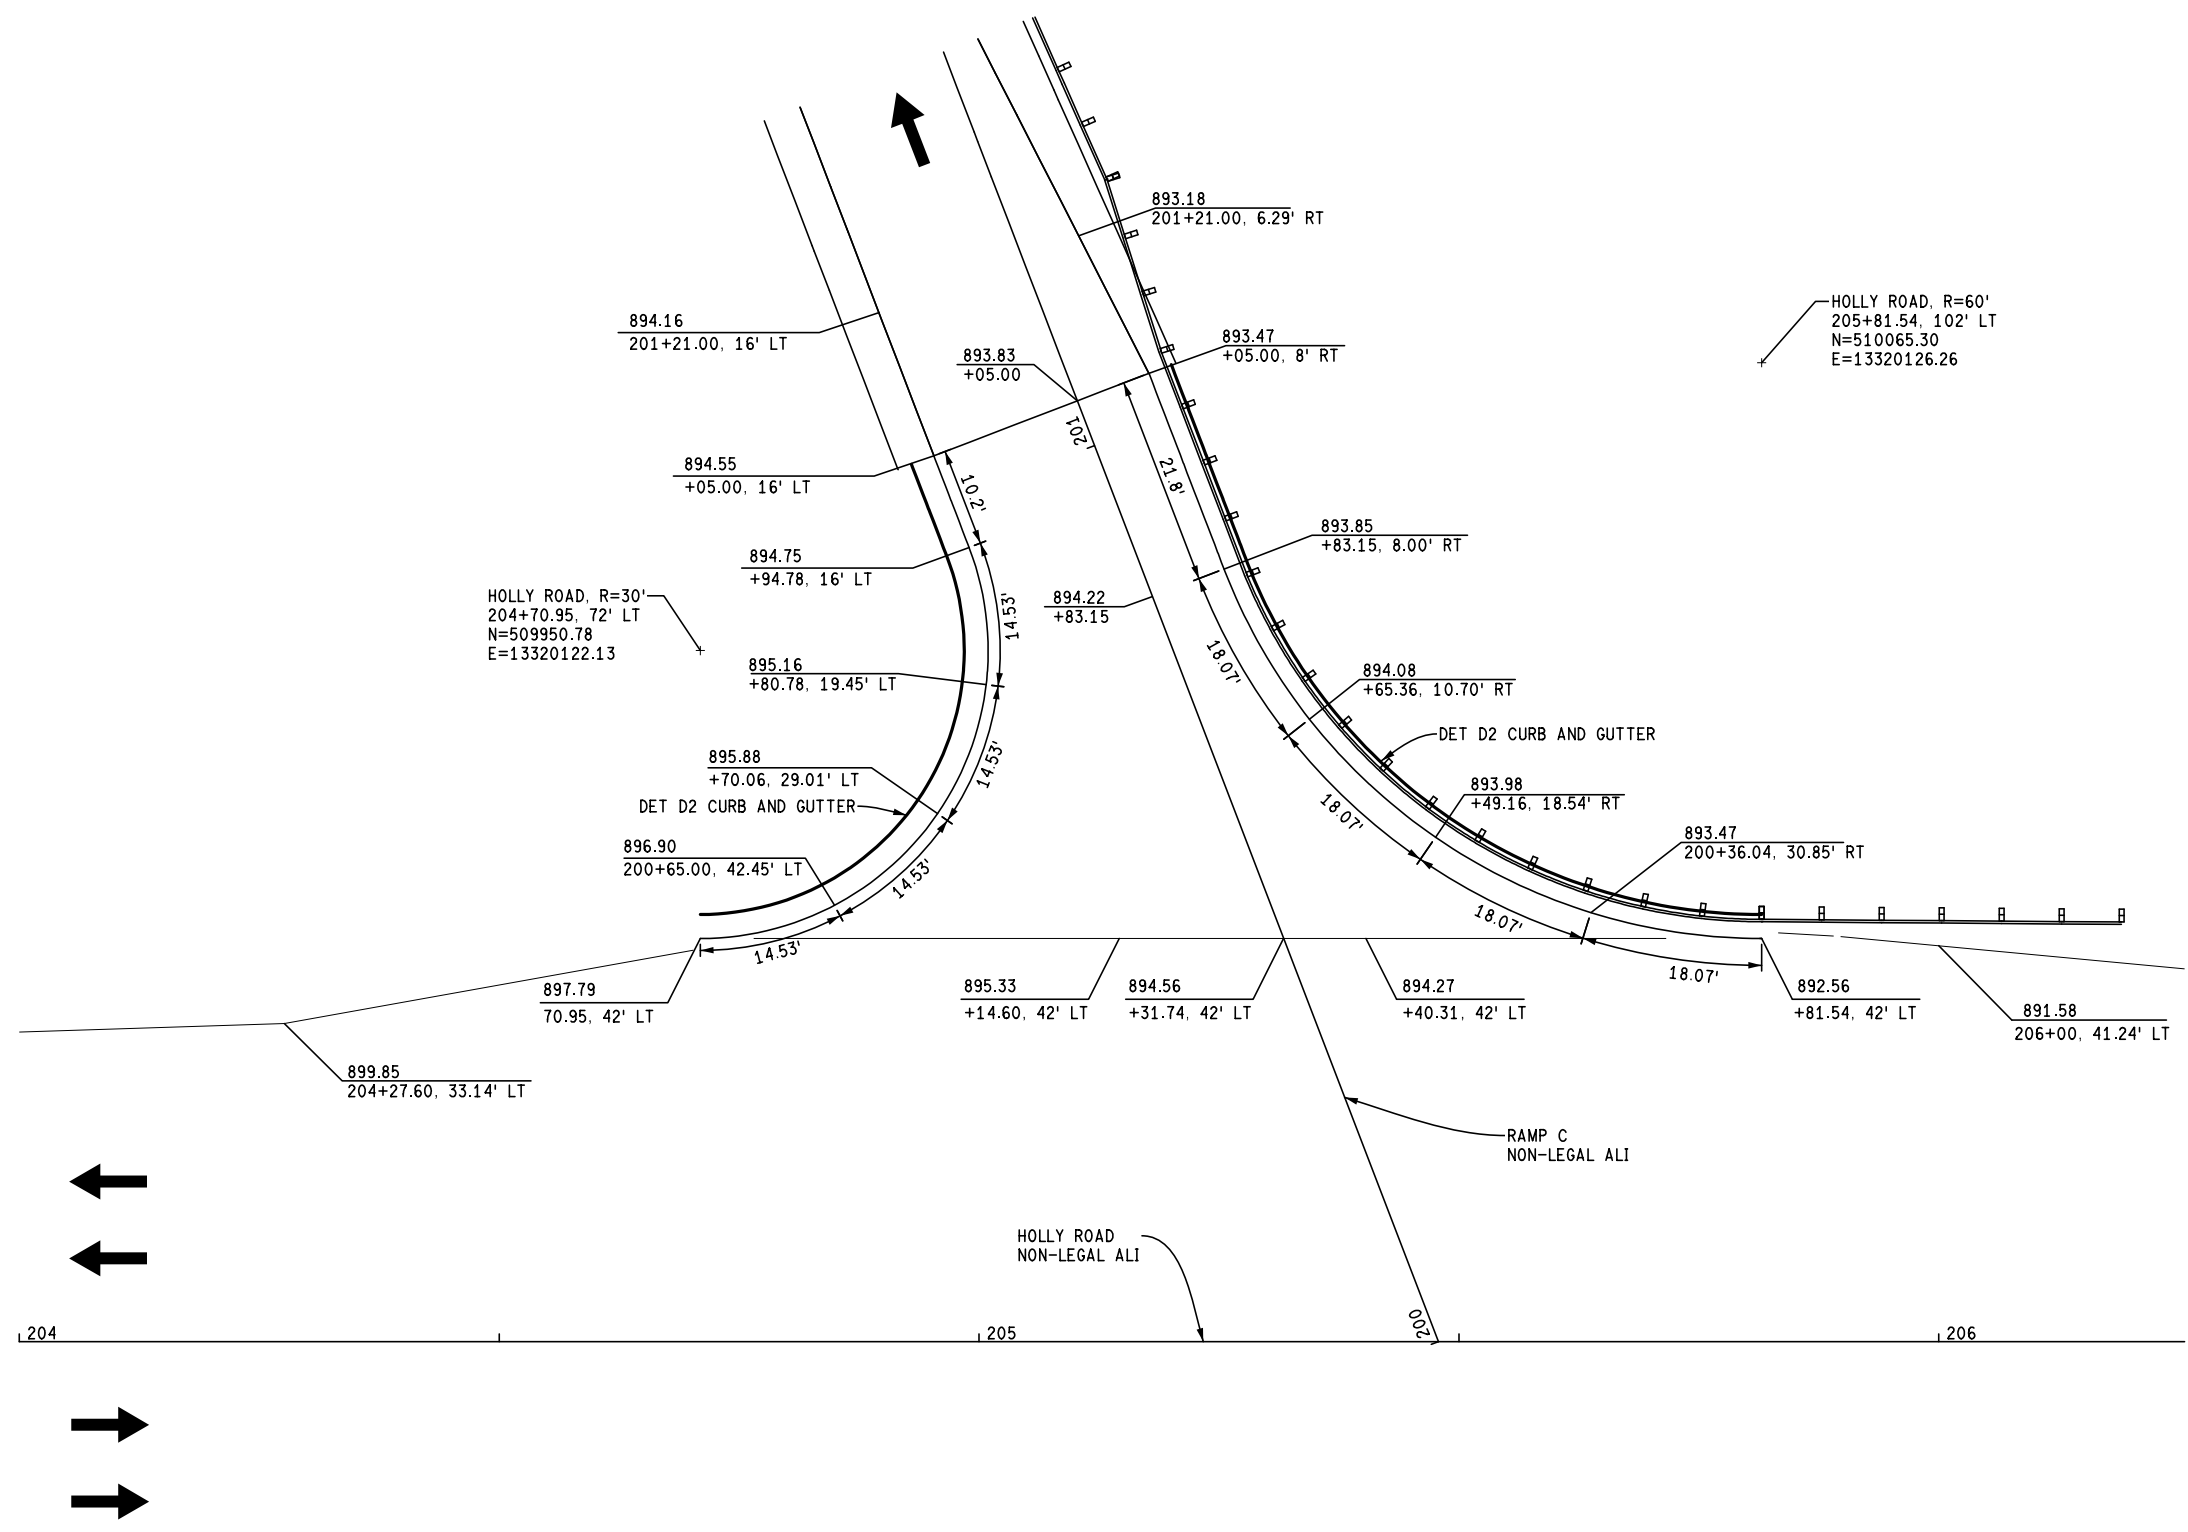 893.18
201+21.00, 6.29' RT
894.16
201+21.00, 16' LT
893.83
+05.00
893.47
+05.00, 8' RT
HOLLY ROAD, R=60'
205+81.54, 102' LT
N=510065.30
E=13320126.26
201
894.55
+05.00, 16' LT
10.2'
21.8'
893.85
+83.15, 8.00' RT
894.75
+94.78, 16' LT
HOLLY ROAD, R=30'
204+70.95, 72' LT
N=509950.78
E=13320122.13
14.53'
894.22
+83.15
895.16
+80.78, 19.45' LT
18.07'
894.08
+65.36, 10.70' RT
DET D2 CURB AND GUTTER
895.88
+70.06, 29.01' LT
14.53'
DET D2 CURB AND GUTTER
18.07'
893.98
+49.16, 18.54' RT
896.90
200+65.00, 42.45' LT
14.53'
893.47
200+36.04, 30.85' RT
18.07'
14.53'
18.07'
897.79
70.95, 42' LT
895.33
+14.60, 42' LT
894.56
+31.74, 42' LT
894.27
+40.31, 42' LT
892.56
+81.54, 42' LT
891.58
206+00, 41.24' LT
899.85
204+27.60, 33.14' LT
RAMP C
NON-LEGAL ALI
HOLLY ROAD
NON-LEGAL ALI
200
204
205
206